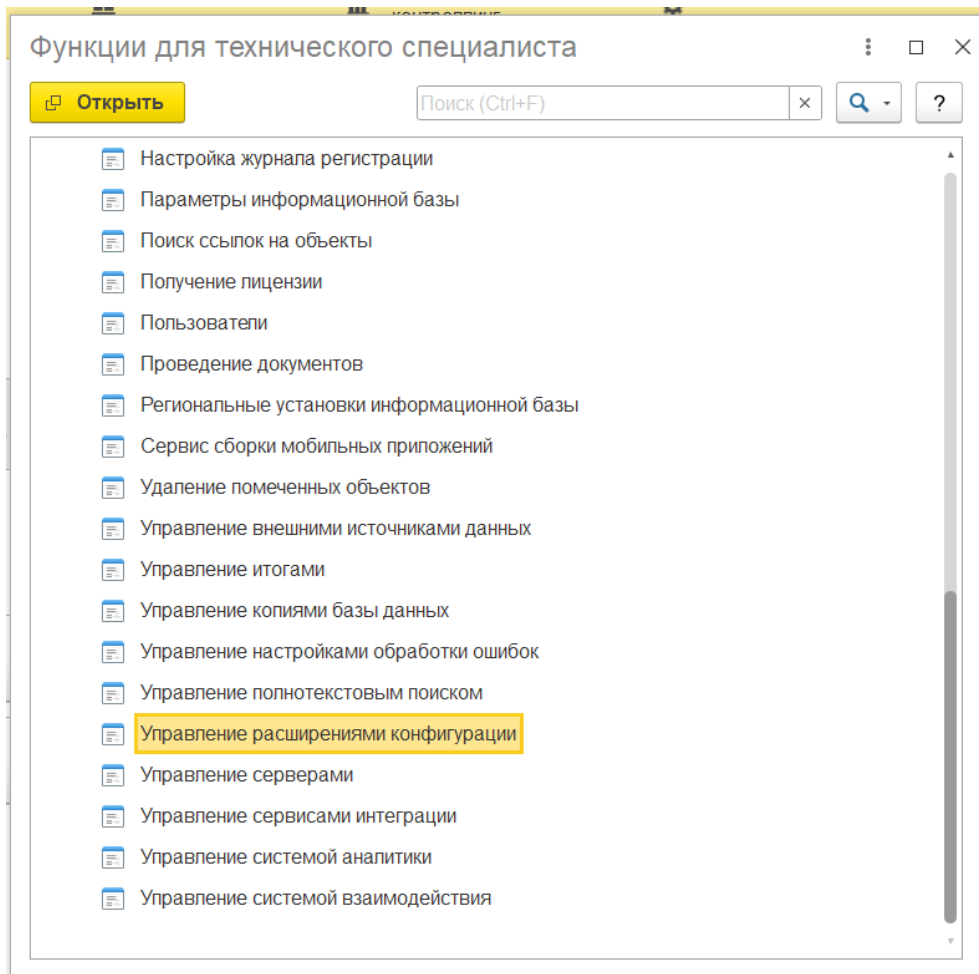 контроллинг
Функции для технического специалиста
Открыть
Поиск (Ctrl+F)
?
Настройка журнала регистрации
Параметры информационной базы
Поиск ссылок на объекты
Получение лицензии
Пользователи
Проведение документов
Региональные установки информационной базы
Сервис сборки мобильных приложений
Удаление помеченных объектов
Управление внешними источниками данных
Управление итогами
Управление копиями базы данных
Управление настройками обработки ошибок
Управление полнотекстовым поиском
Управление расширениями конфигурации
Управление серверами
Управление сервисами интеграции
Управление системой аналитики
Управление системой взаимодействия